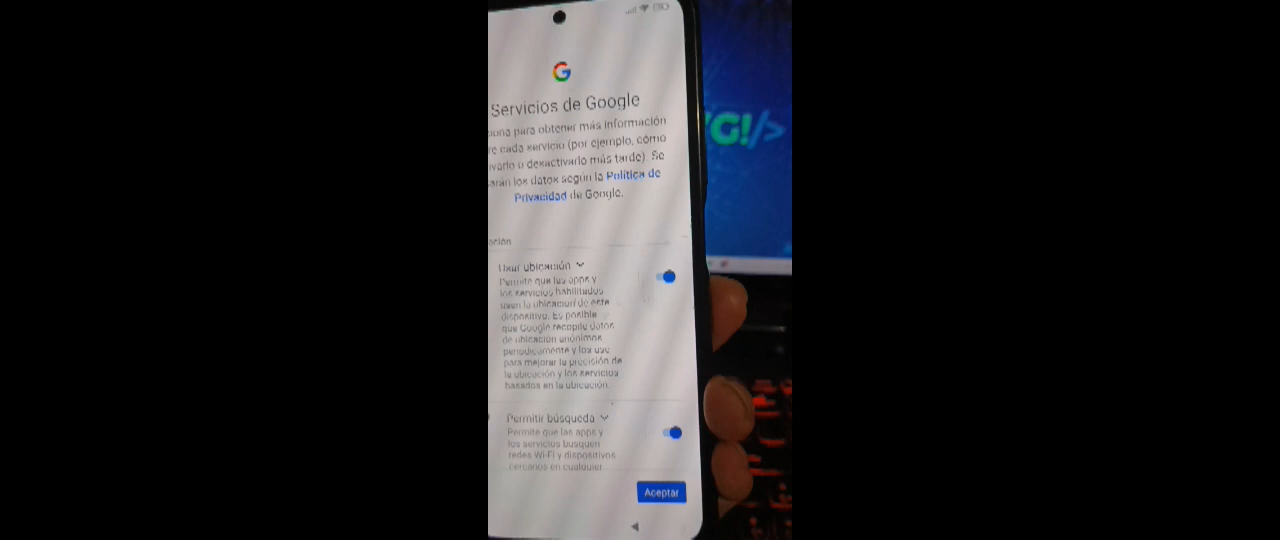 Servicios de Google
para obtener más información
cada servicio (por ejemplo, cómo
o desactivarlo más tarde). Se
los datos según la Política de
Privacidad de Google.
Usar ubicación
Permite que las apps y
los servicios habilitados
usen la ubicación de este
dispositivo. Es posible
que Google recopile datos
de ubicación anónimos
periódicamente y los use
para mejorar la precisión de
la ubicación y los servicios
basados en la ubicación.
Permitir búsqueda
Permite que las apps y
los servicios busquen
redes Wi-Fi y dispositivos
cercanos en cualquier
Aceptar
G!/>